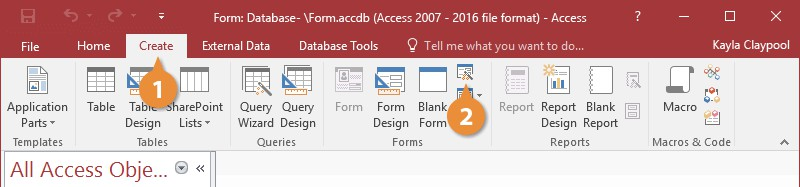 Form: Database- \Form.accdb (Access 2007 - 2016 file format) - Access
File Home Create External Data Database Tools Tell me what you want to do... Kayla Claypool
1
2
Application Parts
Table
Table Design
SharePoint Lists
Query Wizard
Query Design
Form
Form Design
Blank Form
Report
Report Design
Blank Report
Macro
Templates Tables Queries Forms Reports Macros & Code
All Access Obje...